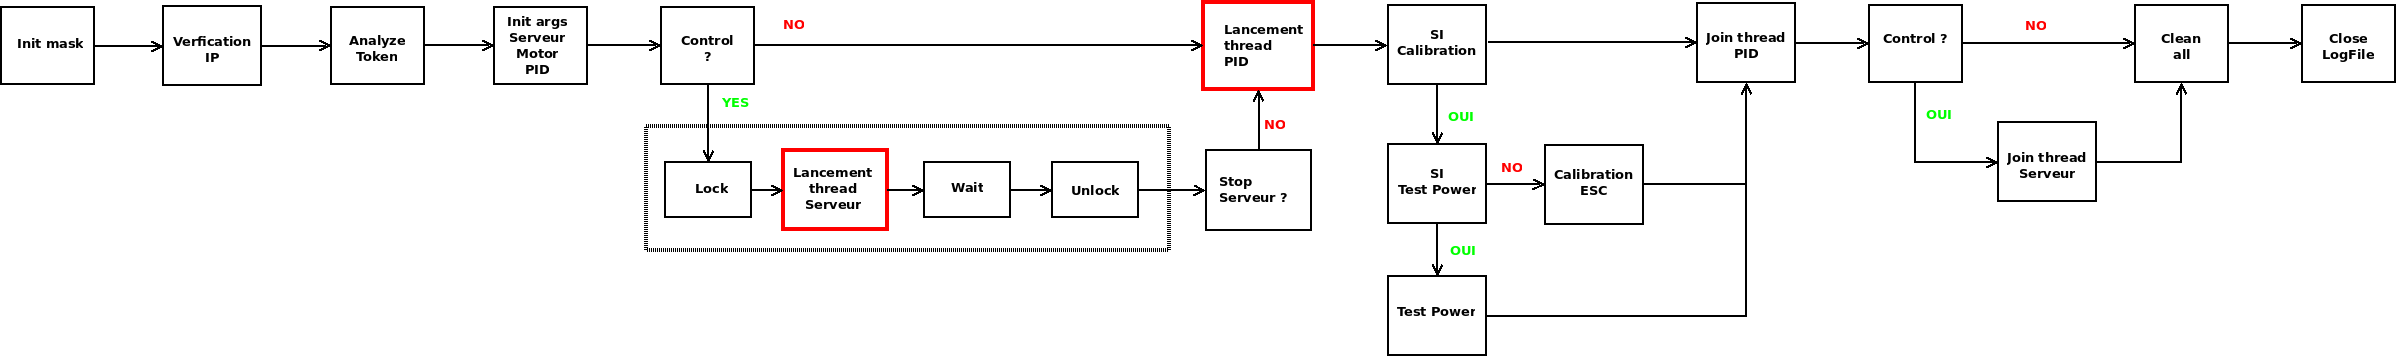 Init mask
Verfication
IP
Analyze
Token
Init args
Serveur
Motor
PID
Control
?
NO
YES
Lock
Lancement
thread
Serveur
Wait
Unlock
Stop
Serveur ?
NO
Lancement
thread
PID
SI
Calibration
OUI
SI
Test Power
NO
Calibration
ESC
OUI
Test Power
Join thread
PID
Control ?
NO
OUI
Join thread
Serveur
Clean
all
Close
LogFile